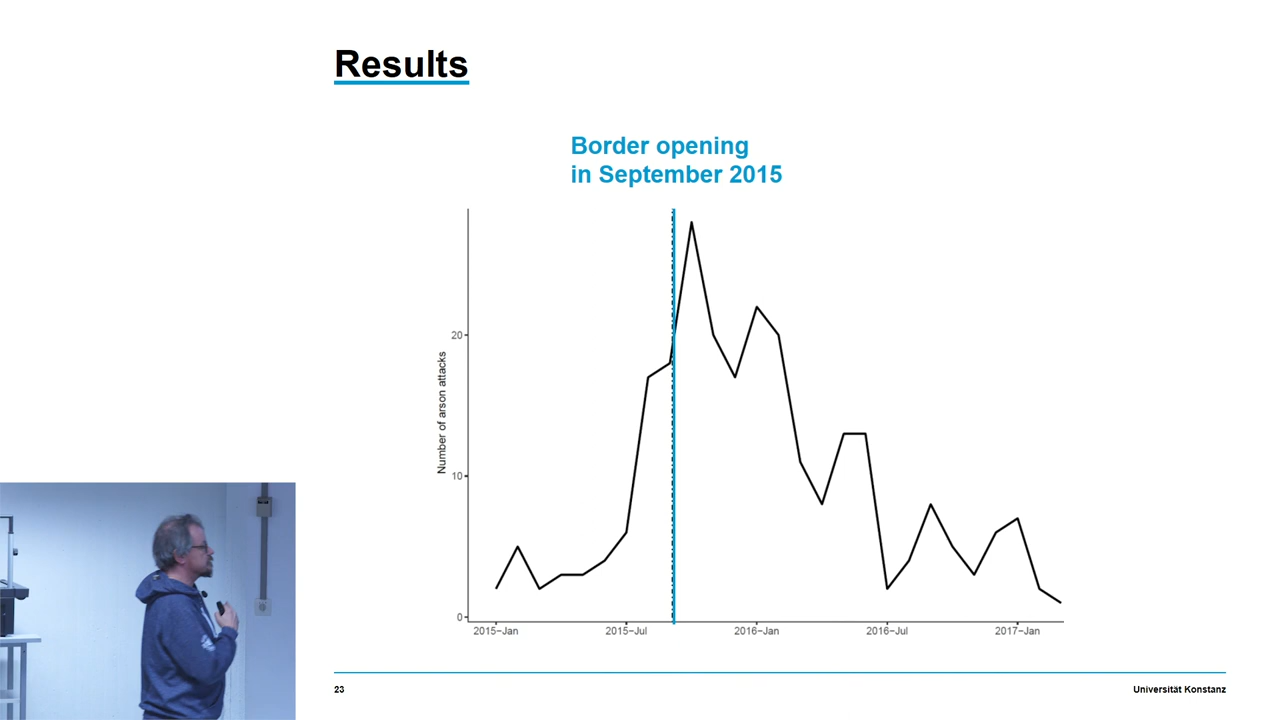 Results
Border opening
in September 2015
Number of arson attacks
20
10
0
2015-Jan
2015-Jul
2016-Jan
2016-Jul
2017-Jan
23
Universität Konstanz